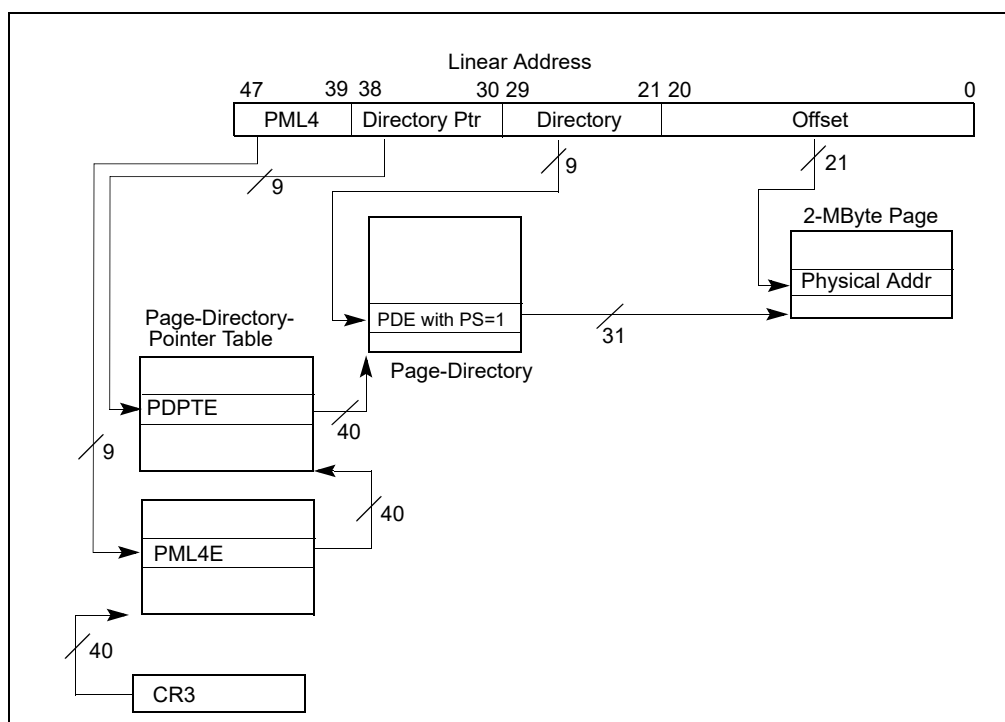 Linear Address
47 39 38 30 29 21 20 0
PML4 Directory Ptr Directory Offset
9
9
21
2-MByte Page
Physical Addr
PDE with PS=1
31
Page-Directory
Page-Directory-
Pointer Table
PDPTE
40
9
40
PML4E
40
CR3